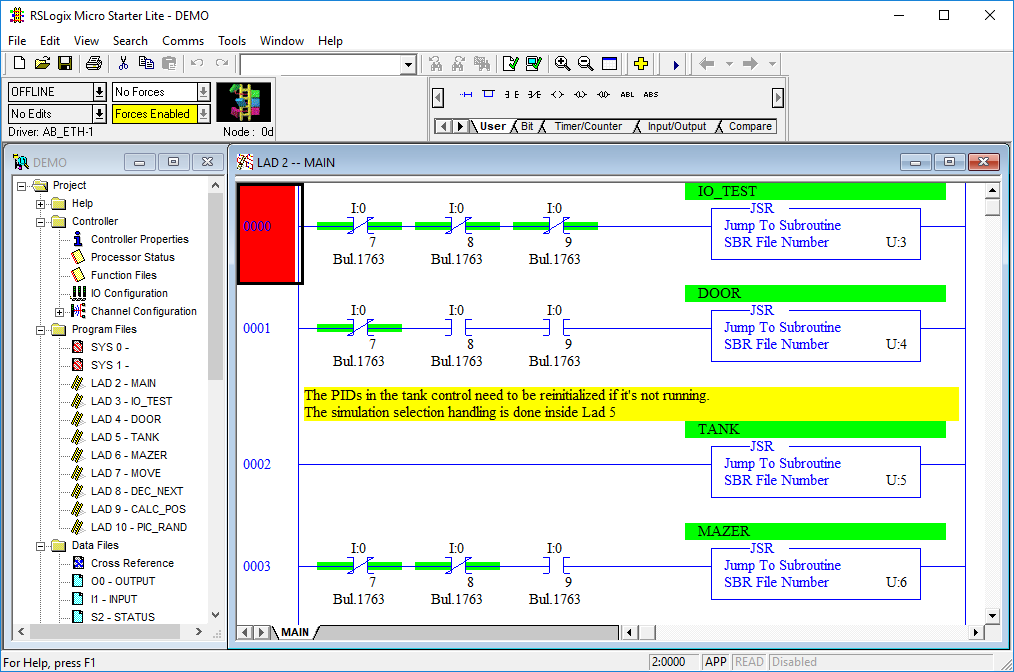 RSLogix Micro Starter Lite - DEMO
File Edit View Search Comms Tools Window Help
OFFLINE No Forces
No Edits Forces Enabled
Driver: AB_ETH-1 Node : 0d
ABL ABS
User Bit Timer/Counter Input/Output Compare
DEMO
Project
Help
Controller
Controller Properties
Processor Status
Function Files
IO Configuration
Channel Configuration
Program Files
SYS 0 -
SYS 1 -
LAD 2 - MAIN
LAD 3 - IO_TEST
LAD 4 - DOOR
LAD 5 - TANK
LAD 6 - MAZER
LAD 7 - MOVE
LAD 8 - DEC_NEXT
LAD 9 - CALC_POS
LAD 10 - PIC_RAND
Data Files
Cross Reference
O0 - OUTPUT
I1 - INPUT
S2 - STATUS
LAD 2 -- MAIN
IO_TEST
I:0 I:0 I:0 JSR
0000 Jump To Subroutine
7 8 9 SBR File Number U:3
Bul.1763 Bul.1763 Bul.1763
DOOR
I:0 I:0 I:0 JSR
0001 Jump To Subroutine
7 8 9 SBR File Number U:4
Bul.1763 Bul.1763 Bul.1763
The PIDs in the tank control need to be reinitialized if it's not running.
The simulation selection handling is done inside Lad 5
TANK
JSR
0002 Jump To Subroutine
SBR File Number U:5
MAZER
I:0 I:0 I:0 JSR
0003 Jump To Subroutine
7 8 9 SBR File Number U:6
Bul.1763 Bul.1763 Bul.1763
MAIN
For Help, press F1 2:0000 APP READ Disabled